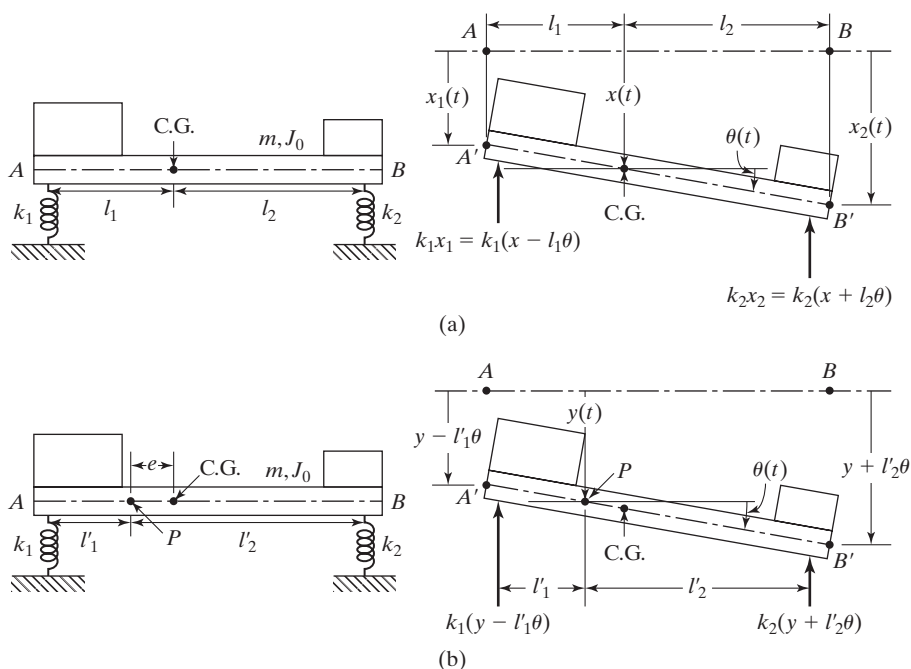 A
C.G.
m, J₀
B
k₁
l₁
l₂
k₂
A
l₁
l₂
B
x₁(t)
x(t)
θ(t)
x₂(t)
A′
C.G.
B′
k₁x₁ = k₁(x − l₁θ)
k₂x₂ = k₂(x + l₂θ)
(a)
A
e
C.G.
m, J₀
B
k₁
l′₁
P
l′₂
k₂
A
B
y(t)
y − l′₁θ
P
θ(t)
y + l′₂θ
A′
C.G.
B′
l′₁
l′₂
k₁(y − l′₁θ)
k₂(y + l′₂θ)
(b)